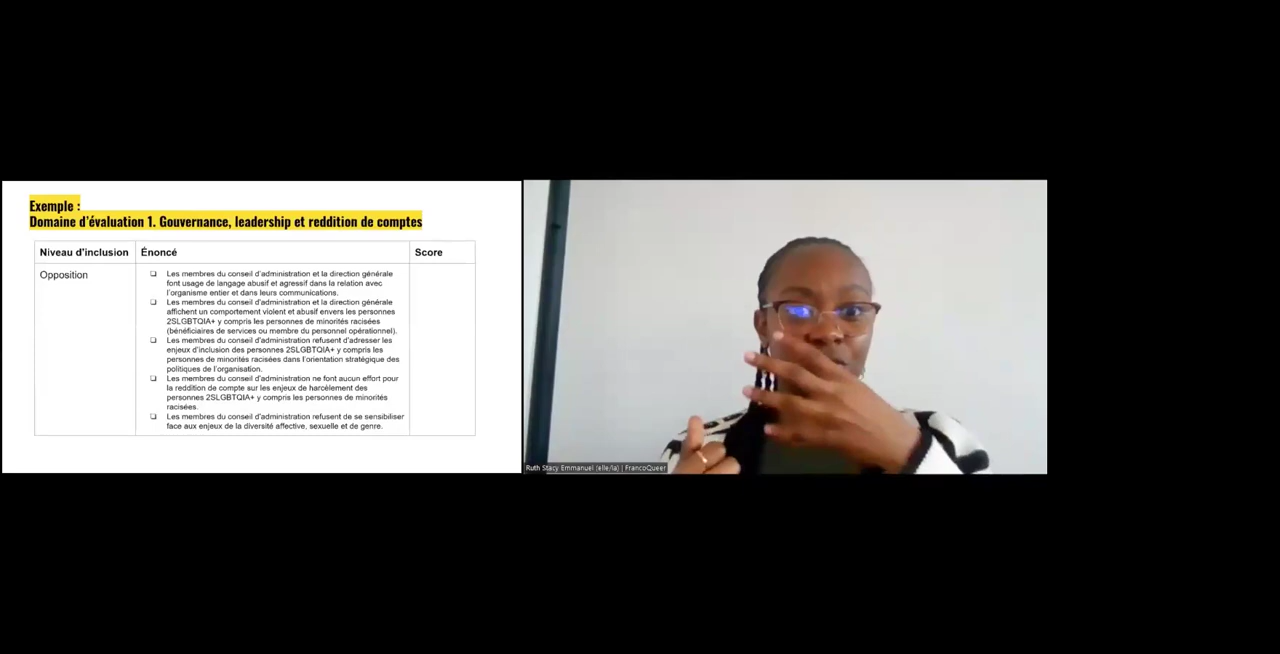 Exemple :
Domaine d'évaluation 1. Gouvernance, leadership et reddition de comptes
Niveau d'inclusion
Énoncé
Score
Opposition
❏ Les membres du conseil d'administration et la direction générale
font usage de langage abusif et agressif dans la relation avec
l'organisme entier et dans leurs communications.
❏ Les membres du conseil d'administration et la direction générale
affichent un comportement violent et abusif envers les personnes
2SLGBTQIA+ y compris les personnes de minorités racisées
(bénéficiaires de services ou membre du personnel opérationnel).
❏ Les membres du conseil d'administration refusent d'adresser les
enjeux d'inclusion des personnes 2SLGBTQIA+ y compris les
personnes de minorités racisées dans l'orientation stratégique des
politiques de l'organisation.
❏ Les membres du conseil d'administration ne font aucun effort pour
la reddition de compte sur les enjeux de harcèlement des
personnes 2SLGBTQIA+ y compris les personnes de minorités
racisées.
❏ Les membres du conseil d'administration refusent de se sensibiliser
face aux enjeux de la diversité affective, sexuelle et de genre.
Ruth Stacy Emmanuel (elle/la) | FrancoQueer